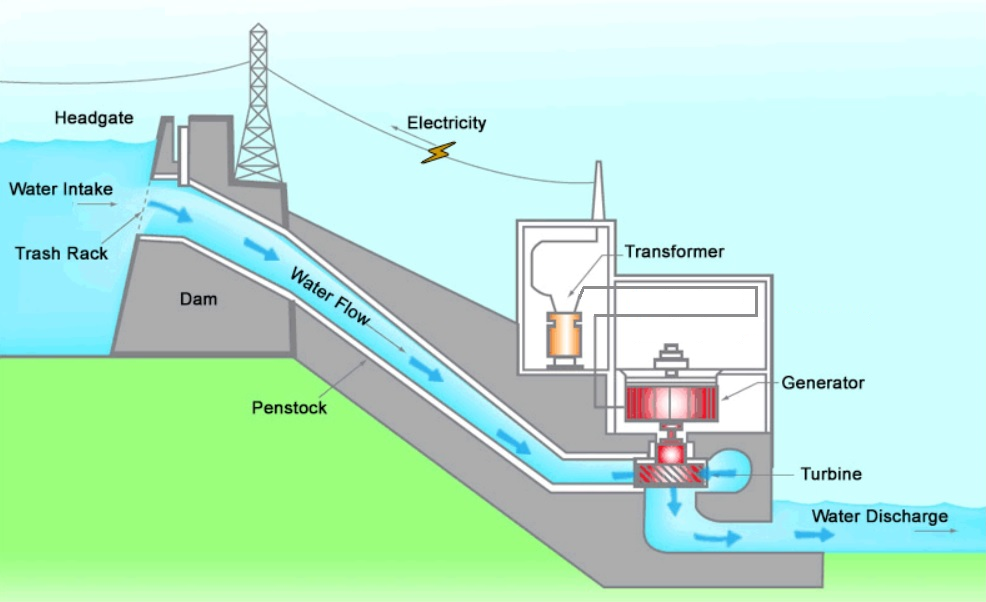 Headgate
Electricity
Water Intake
Trash Rack
Transformer
Dam
Water Flow
Generator
Penstock
Turbine
Water Discharge